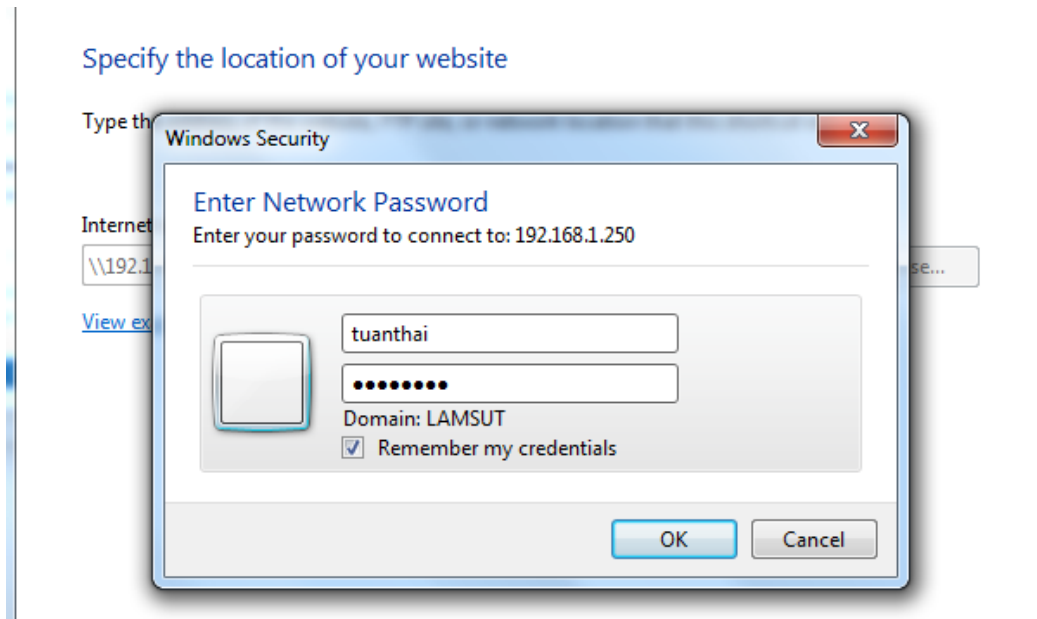 Specify the location of your website
Type th
Windows Security
Enter Network Password
Enter your password to connect to: 192.168.1.250
Internet
\\192.1
se...
View ex
tuanthai
Domain: LAMSUT
Remember my credentials
OK
Cancel